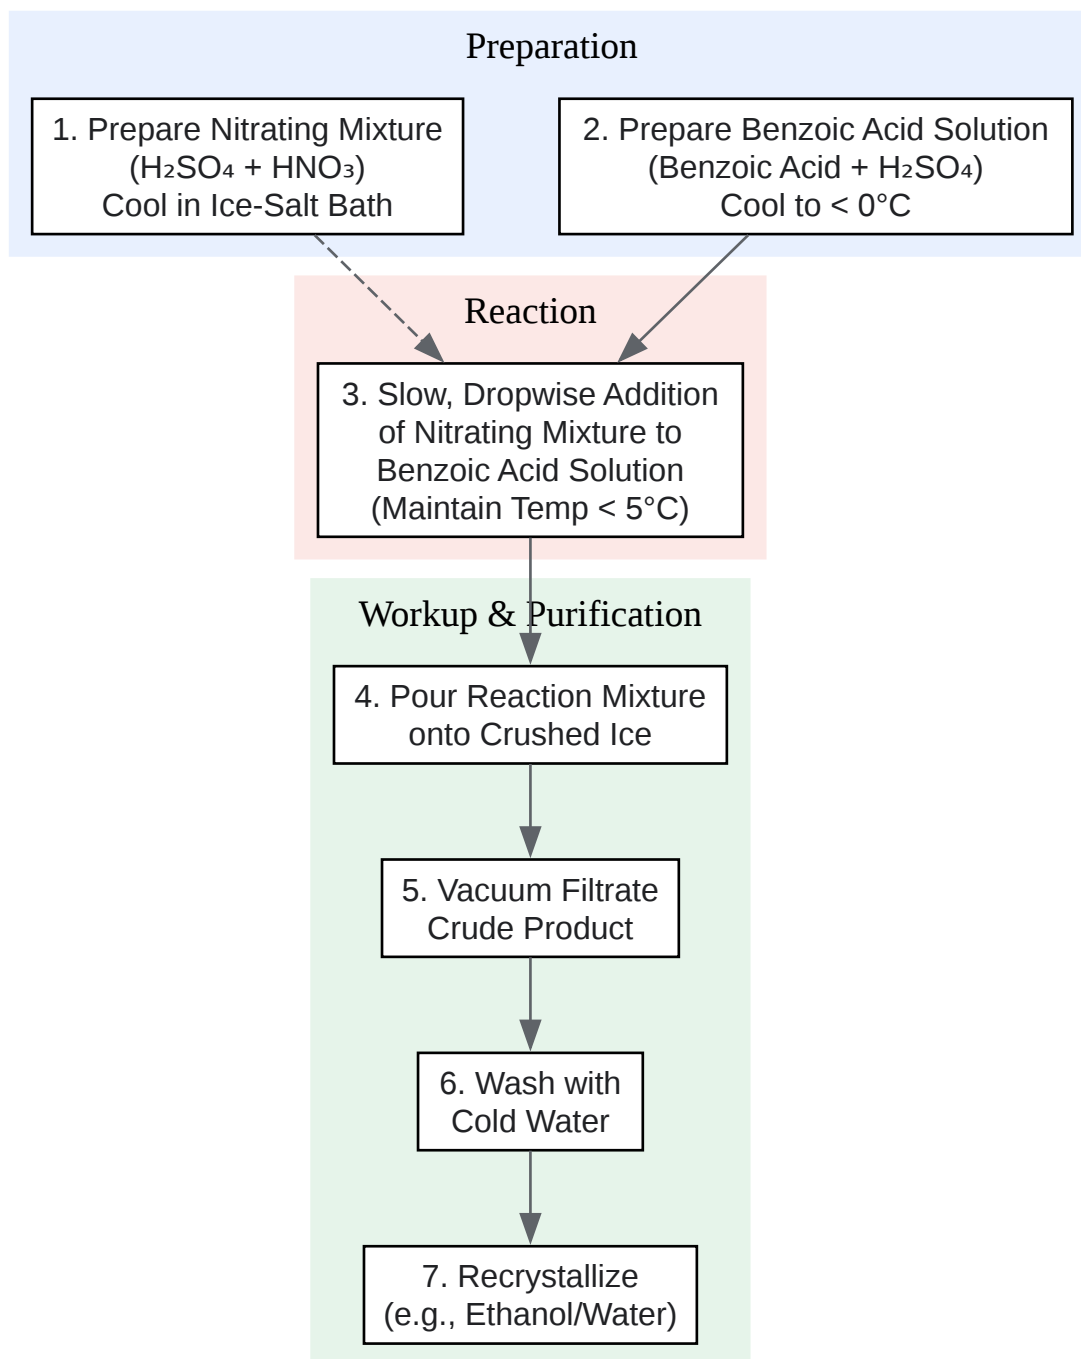 Preparation
1. Prepare Nitrating Mixture
(H₂SO₄ + HNO₃)
Cool in Ice-Salt Bath
2. Prepare Benzoic Acid Solution
(Benzoic Acid + H₂SO₄)
Cool to < 0°C
Reaction
3. Slow, Dropwise Addition
of Nitrating Mixture to
Benzoic Acid Solution
(Maintain Temp < 5°C)
Workup & Purification
4. Pour Reaction Mixture
onto Crushed Ice
5. Vacuum Filtrate
Crude Product
6. Wash with
Cold Water
7. Recrystallize
(e.g., Ethanol/Water)